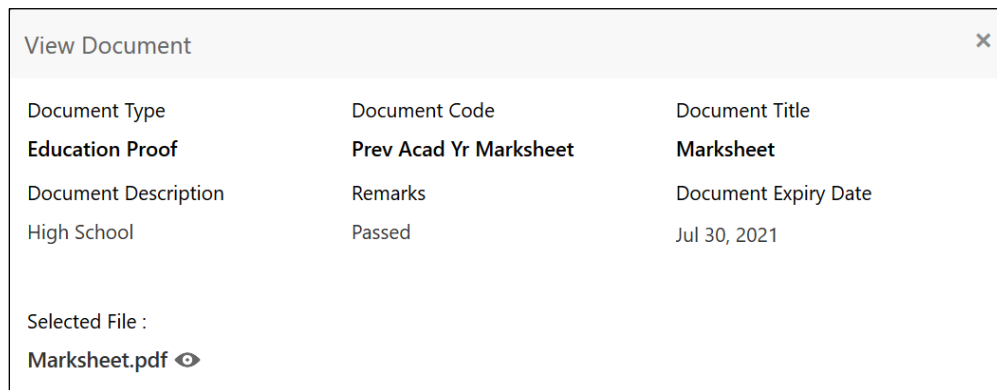 View Document
Document Type Document Code Document Title
Education Proof Prev Acad Yr Marksheet Marksheet
Document Description Remarks Document Expiry Date
High School Passed Jul 30, 2021
Selected File :
Marksheet.pdf